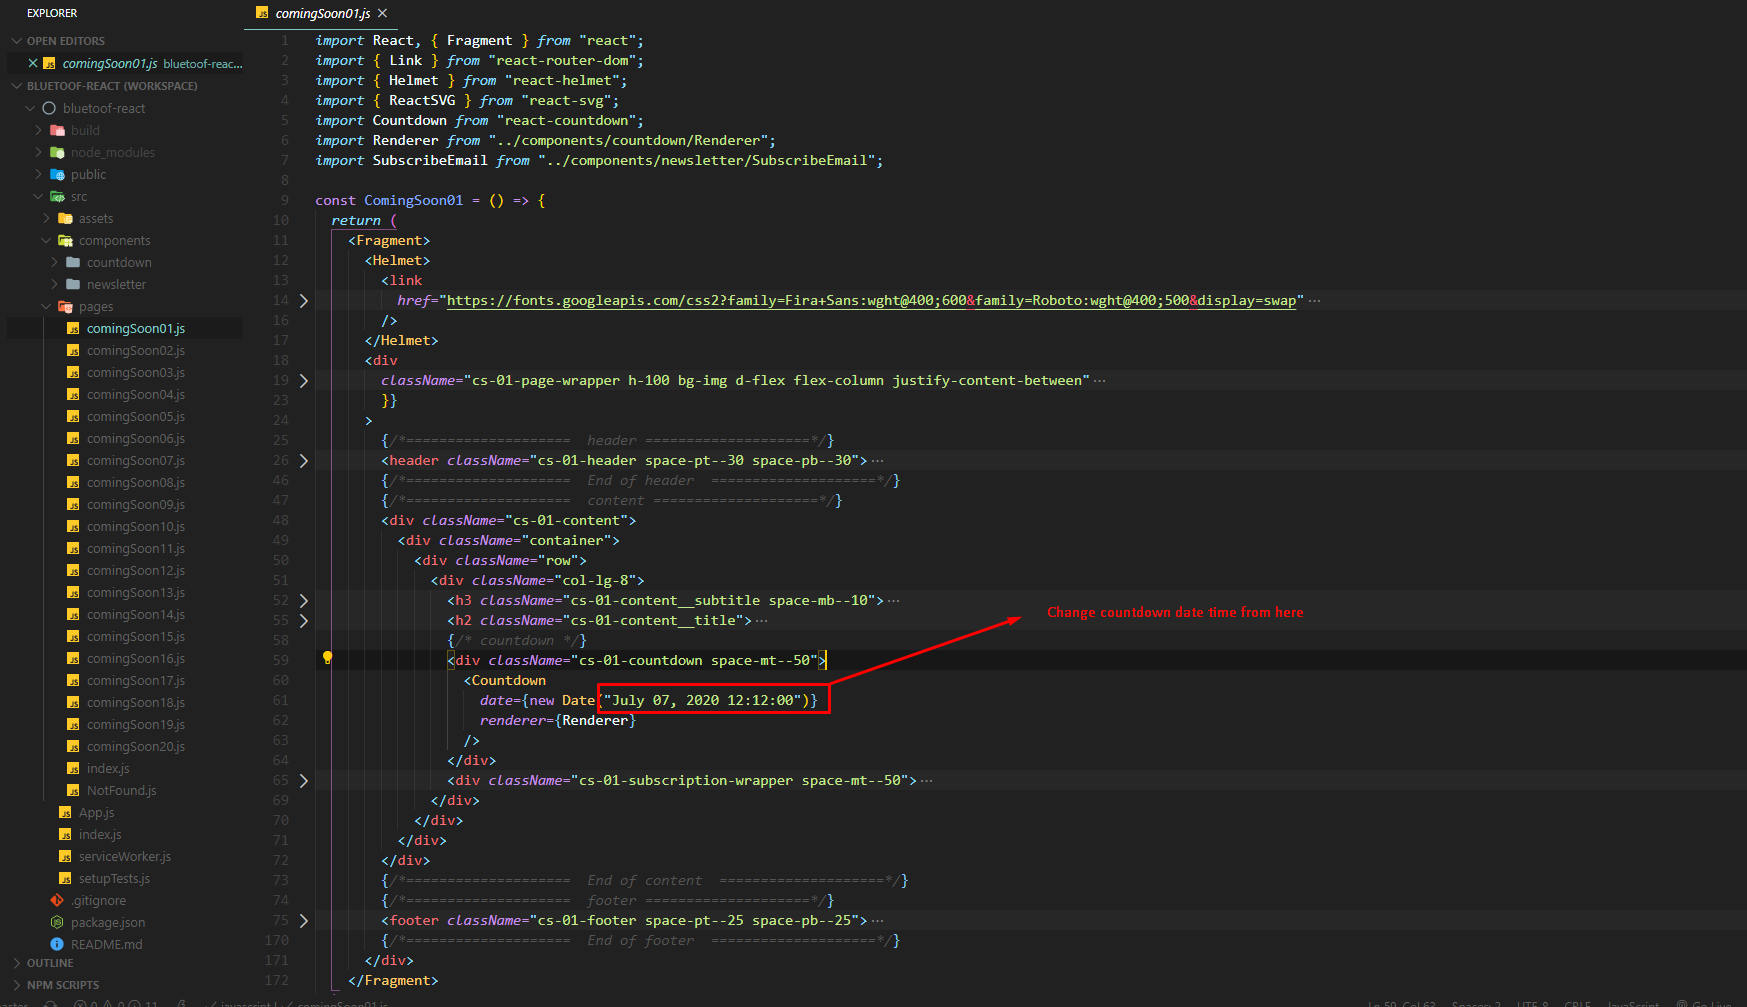 EXPLORER
OPEN EDITORS
comingSoon01.js bluetoof-reac...
BLUETOOF-REACT (WORKSPACE)
bluetoof-react
build
node_modules
public
src
assets
components
countdown
newsletter
pages
comingSoon01.js
comingSoon02.js
comingSoon03.js
comingSoon04.js
comingSoon05.js
comingSoon06.js
comingSoon07.js
comingSoon08.js
comingSoon09.js
comingSoon10.js
comingSoon11.js
comingSoon12.js
comingSoon13.js
comingSoon14.js
comingSoon15.js
comingSoon16.js
comingSoon17.js
comingSoon18.js
comingSoon19.js
comingSoon20.js
index.js
NotFound.js
App.js
index.js
serviceWorker.js
setupTests.js
.gitignore
package.json
README.md
OUTLINE
NPM SCRIPTS
comingSoon01.js
1 import React, { Fragment } from "react";
2 import { Link } from "react-router-dom";
3 import { Helmet } from "react-helmet";
4 import { ReactSVG } from "react-svg";
5 import Countdown from "react-countdown";
6 import Renderer from "../components/countdown/Renderer";
7 import SubscribeEmail from "../components/newsletter/SubscribeEmail";
8
9 const ComingSoon01 = () => {
10 return (
11 <Fragment>
12 <Helmet>
13 <link
14 href="https://fonts.googleapis.com/css2?family=Fira+Sans:wght@400;600&family=Roboto:wght@400;500&display=swap" ...
16 />
17 </Helmet>
18 <div
19 className="cs-01-page-wrapper h-100 bg-img d-flex flex-column justify-content-between" ...
23 }}
24 >
25 {/*==================== header ====================*/}
26 <header className="cs-01-header space-pt--30 space-pb--30"> ...
46 {/*==================== End of header ====================*/}
47 {/*==================== content ====================*/}
48 <div className="cs-01-content">
49 <div className="container">
50 <div className="row">
51 <div className="col-lg-8">
52 <h3 className="cs-01-content__subtitle space-mb--10"> ...
55 <h2 className="cs-01-content__title"> ...
58 {/* countdown */}
59 <div className="cs-01-countdown space-mt--50">
60 <Countdown
61 date={new Date("July 07, 2020 12:12:00")}
62 renderer={Renderer}
63 />
64 </div>
65 <div className="cs-01-subscription-wrapper space-mt--50"> ...
69 </div>
70 </div>
71 </div>
72 </div>
73 {/*==================== End of content ====================*/}
74 {/*==================== footer ====================*/}
75 <footer className="cs-01-footer space-pt--25 space-pb--25"> ...
170 {/*==================== End of footer ====================*/}
171 </div>
172 </Fragment>
Change countdown date time from here